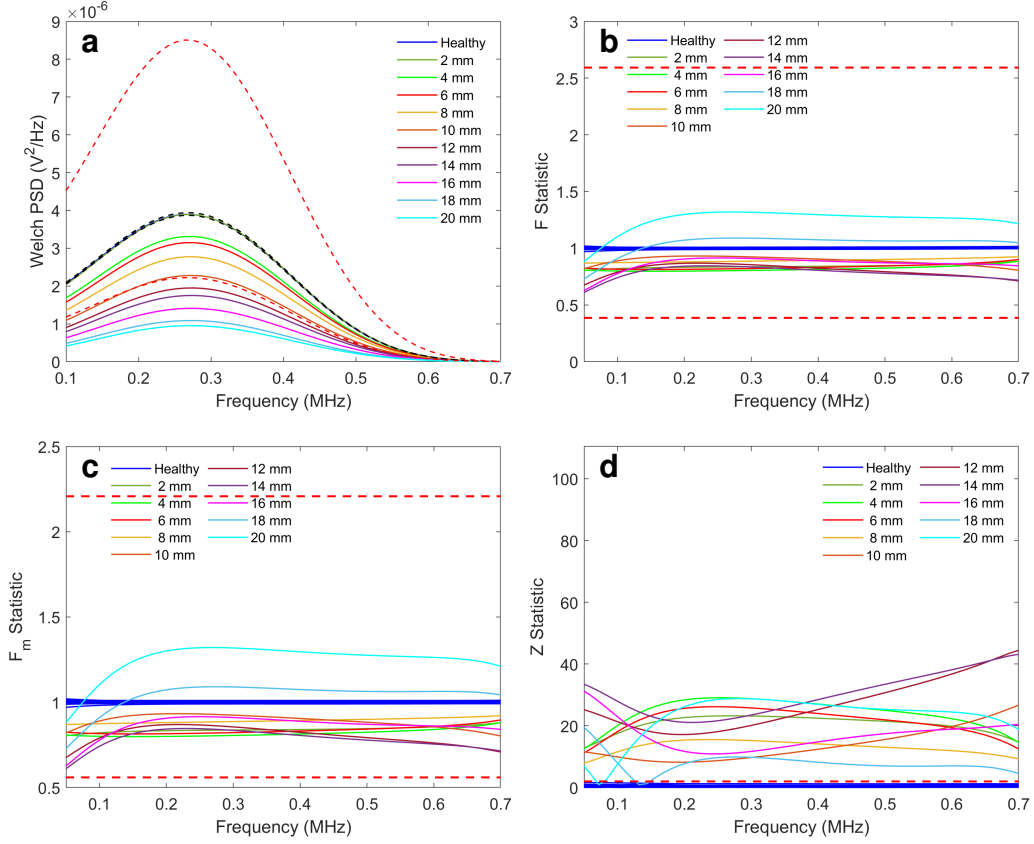 ×10⁻⁶
9
8
7
6
5
4
3
2
1
0
Welch PSD (V²/Hz)
a
Healthy
2 mm
4 mm
6 mm
8 mm
10 mm
12 mm
14 mm
16 mm
18 mm
20 mm
0.1 0.2 0.3 0.4 0.5 0.6 0.7
Frequency (MHz)
3
2.5
2
1.5
1
0.5
0
F Statistic
b
Healthy 12 mm
2 mm 14 mm
4 mm 16 mm
6 mm 18 mm
8 mm 20 mm
10 mm
0.1 0.2 0.3 0.4 0.5 0.6 0.7
Frequency (MHz)
2.5
2
1.5
1
0.5
Fₘ Statistic
c
Healthy 12 mm
2 mm 14 mm
4 mm 16 mm
6 mm 18 mm
8 mm 20 mm
10 mm
0.1 0.2 0.3 0.4 0.5 0.6 0.7
Frequency (MHz)
100
80
60
40
20
0
Z Statistic
d
Healthy 12 mm
2 mm 14 mm
4 mm 16 mm
6 mm 18 mm
8 mm 20 mm
10 mm
0.1 0.2 0.3 0.4 0.5 0.6 0.7
Frequency (MHz)